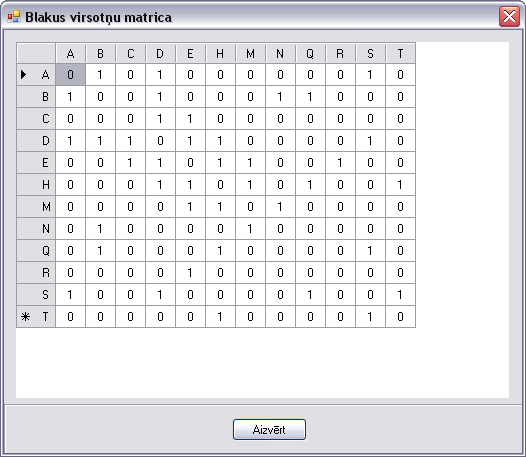 Blakus virsotņu matrica
A B C D E H M N Q R S T
A 0 1 0 1 0 0 0 0 0 0 1 0
B 1 0 0 1 0 0 0 1 1 0 0 0
C 0 0 0 1 1 0 0 0 0 0 0 0
D 1 1 1 0 1 1 0 0 0 0 1 0
E 0 0 1 1 0 1 1 0 0 1 0 0
H 0 0 0 1 1 0 1 0 1 0 0 1
M 0 0 0 0 1 1 0 1 0 0 0 0
N 0 1 0 0 0 0 1 0 0 0 0 0
Q 0 1 0 0 0 1 0 0 0 0 1 0
R 0 0 0 0 1 0 0 0 0 0 0 0
S 1 0 0 1 0 0 0 0 1 0 0 1
T 0 0 0 0 0 1 0 0 0 0 1 0
Aizvērt